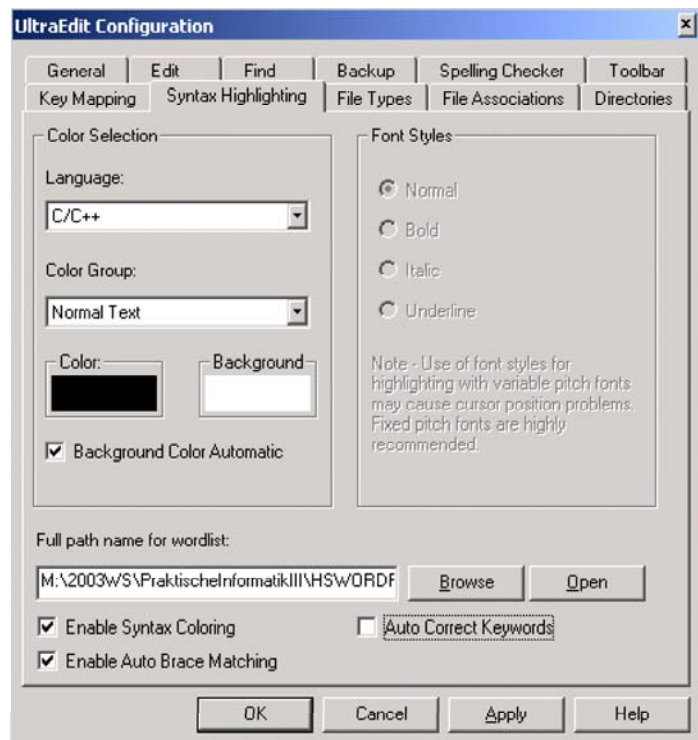 UltraEdit Configuration
General Edit Find Backup Spelling Checker Toolbar
Key Mapping Syntax Highlighting File Types File Associations Directories
Color Selection
Language:
C/C++
Color Group:
Normal Text
Color: Background
Background Color Automatic
Font Styles
Normal
Bold
Italic
Underline
Note - Use of font styles for
highlighting with variable pitch fonts
may cause cursor position problems.
Fixed pitch fonts are highly
recommended.
Full path name for wordlist:
M:\2003WS\PraktischeInformatikIII\HSWORDF Browse Open
Enable Syntax Coloring Auto Correct Keywords
Enable Auto Brace Matching
OK Cancel Apply Help